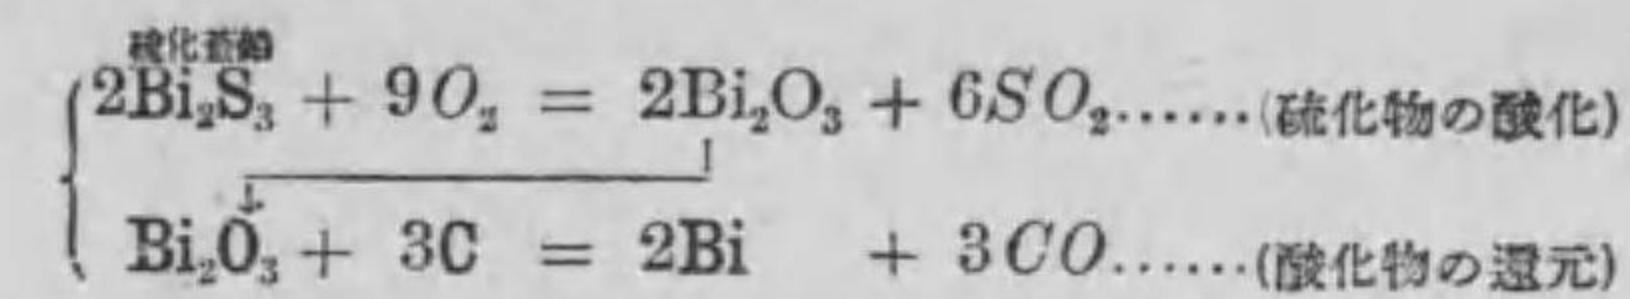 硫化蒼鉛
2Bi₂S₃ + 9O₂ = 2Bi₂O₃ + 6SO₂……(硫化物の酸化)
Bi₂O₃ + 3C = 2Bi + 3CO……(酸化物の還元)